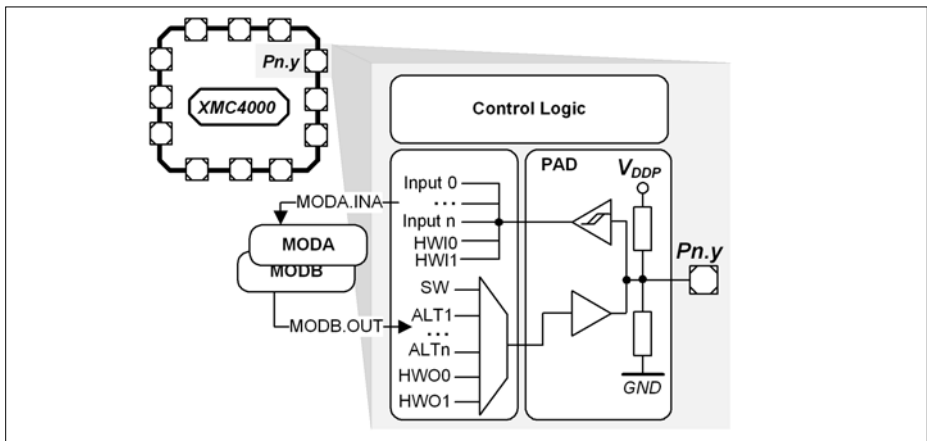 Pn.y
XMC4000
Control Logic
PAD
VDDP
Input 0
...
Input n
HWI0
HWI1
MODA.INA
MODA
MODB
MODB.OUT
SW
ALT1
...
ALTn
HWO0
HWO1
Pn.y
GND